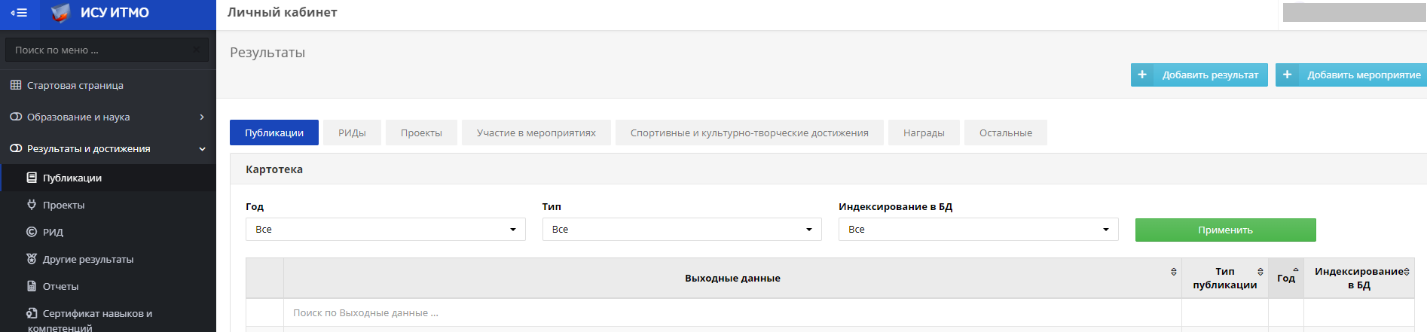 ИСУ ИТМО
Личный кабинет
Поиск по меню ...
Стартовая страница
Образование и наука
Результаты и достижения
Публикации
Проекты
РИД
Другие результаты
Отчеты
Сертификат навыков и
компетенций
Результаты
Добавить результат
Добавить мероприятие
Публикации
РИДы
Проекты
Участие в мероприятиях
Спортивные и культурно-творческие достижения
Награды
Остальные
Картотека
Год
Тип
Индексирование в БД
Все
Все
Все
Применить
Выходные данные
Тип
публикации
Год
Индексирование
в БД
Поиск по Выходные данные ...